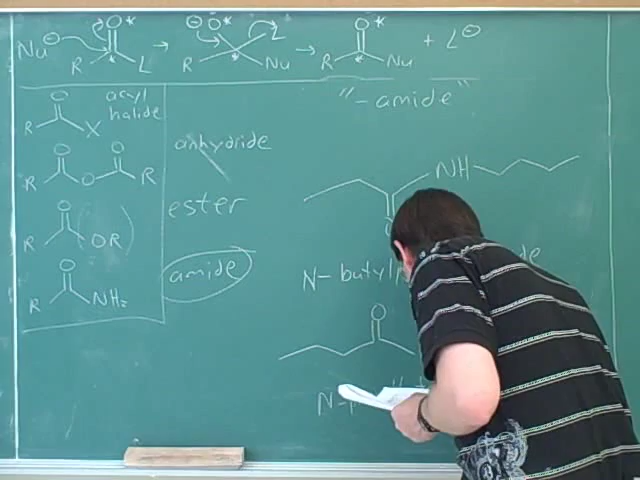 Nu⊖ O* R * L → ⊖ O* L R * Nu → O* R * Nu + L⊖
"-amide"
O R X acyl halide
anhydride
O O R O R
NH
ester
O R (OR)
amide
N-butyl
O R NH₂
O
N-